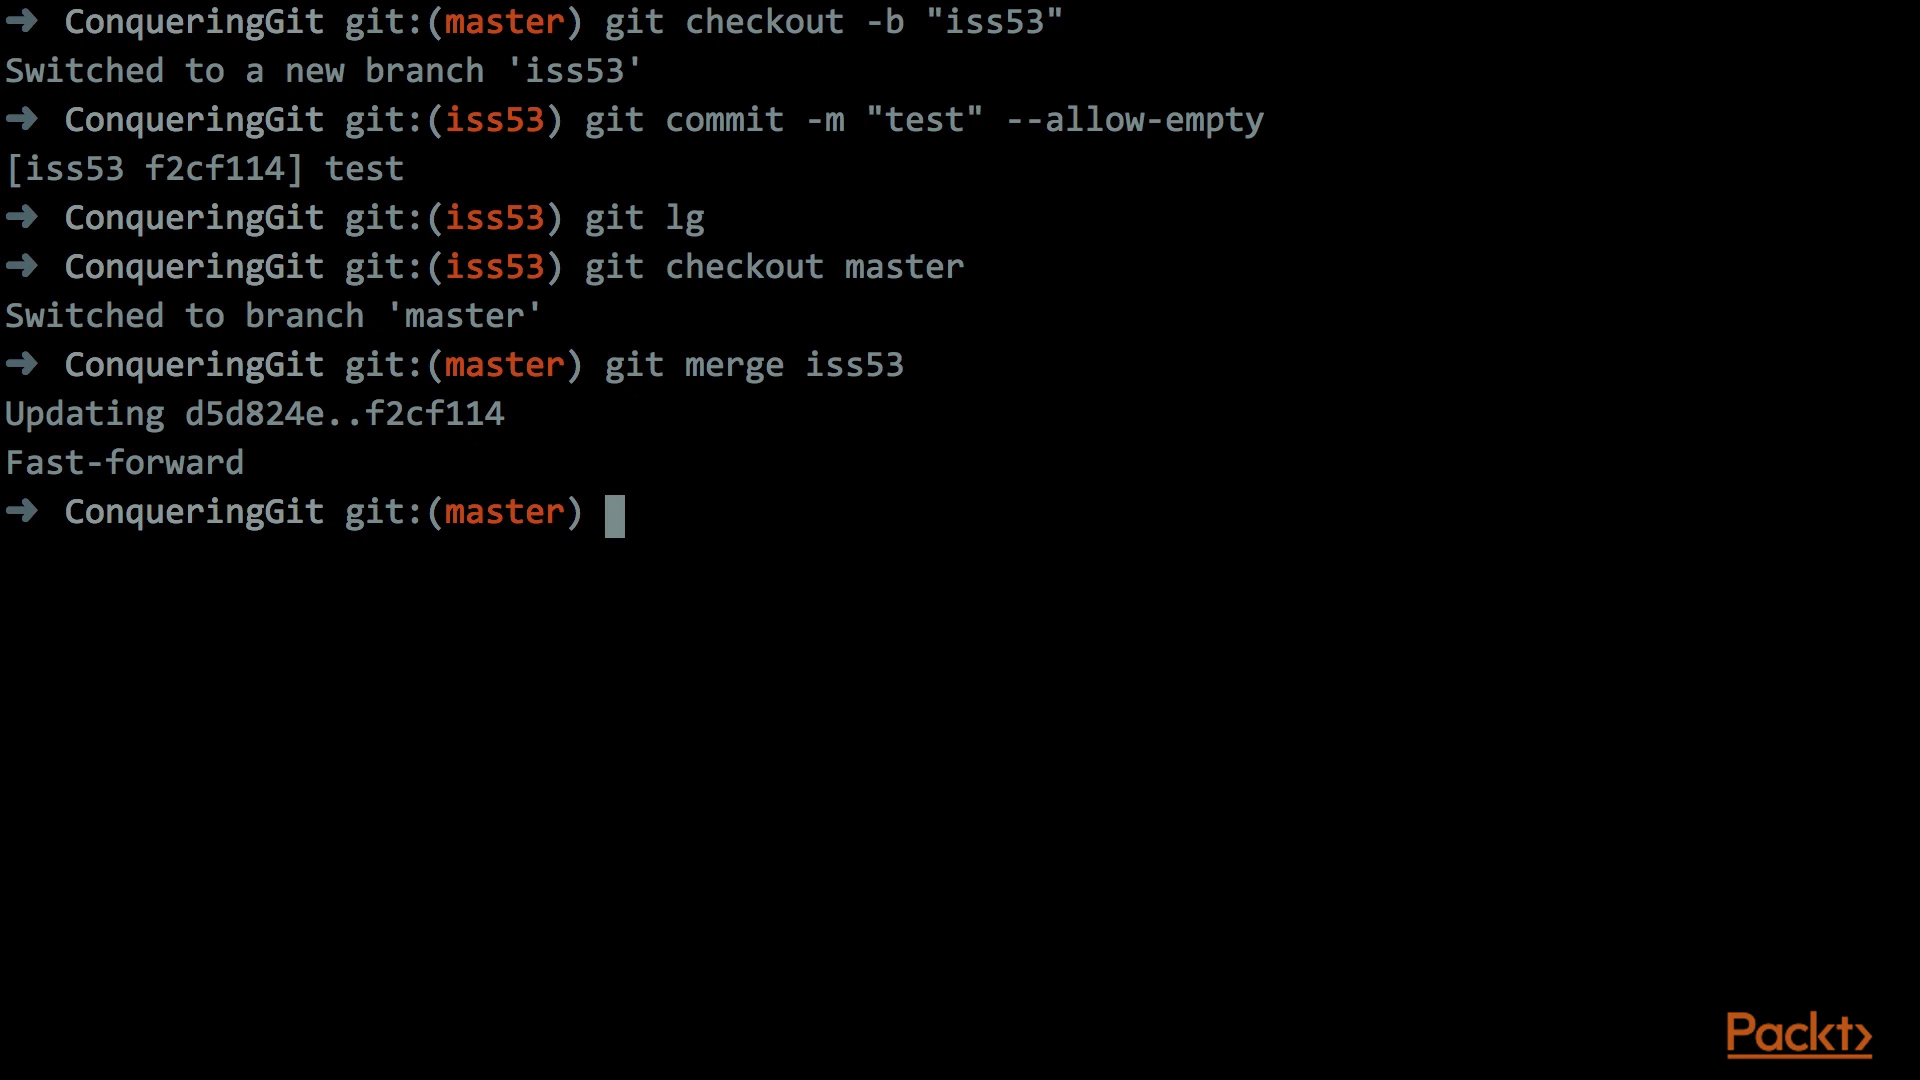 ➜ ConqueringGit git:(master) git checkout -b "iss53"
Switched to a new branch 'iss53'
➜ ConqueringGit git:(iss53) git commit -m "test" --allow-empty
[iss53 f2cf114] test
➜ ConqueringGit git:(iss53) git lg
➜ ConqueringGit git:(iss53) git checkout master
Switched to branch 'master'
➜ ConqueringGit git:(master) git merge iss53
Updating d5d824e..f2cf114
Fast-forward
➜ ConqueringGit git:(master)
Packt>